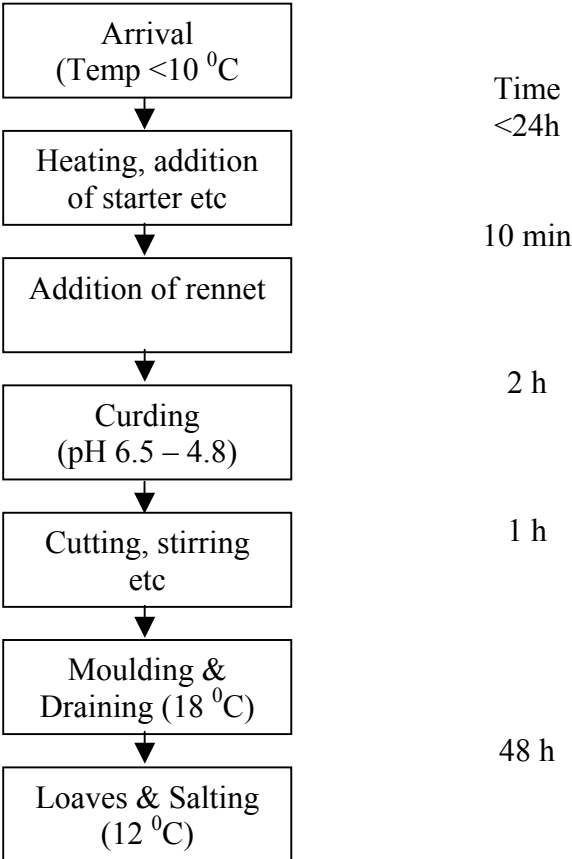 Arrival
(Temp <10 ⁰C
Time
<24h
Heating, addition
of starter etc
10 min
Addition of rennet
2 h
Curding
(pH 6.5 – 4.8)
1 h
Cutting, stirring
etc
Moulding &
Draining (18 ⁰C)
48 h
Loaves & Salting
(12 ⁰C)